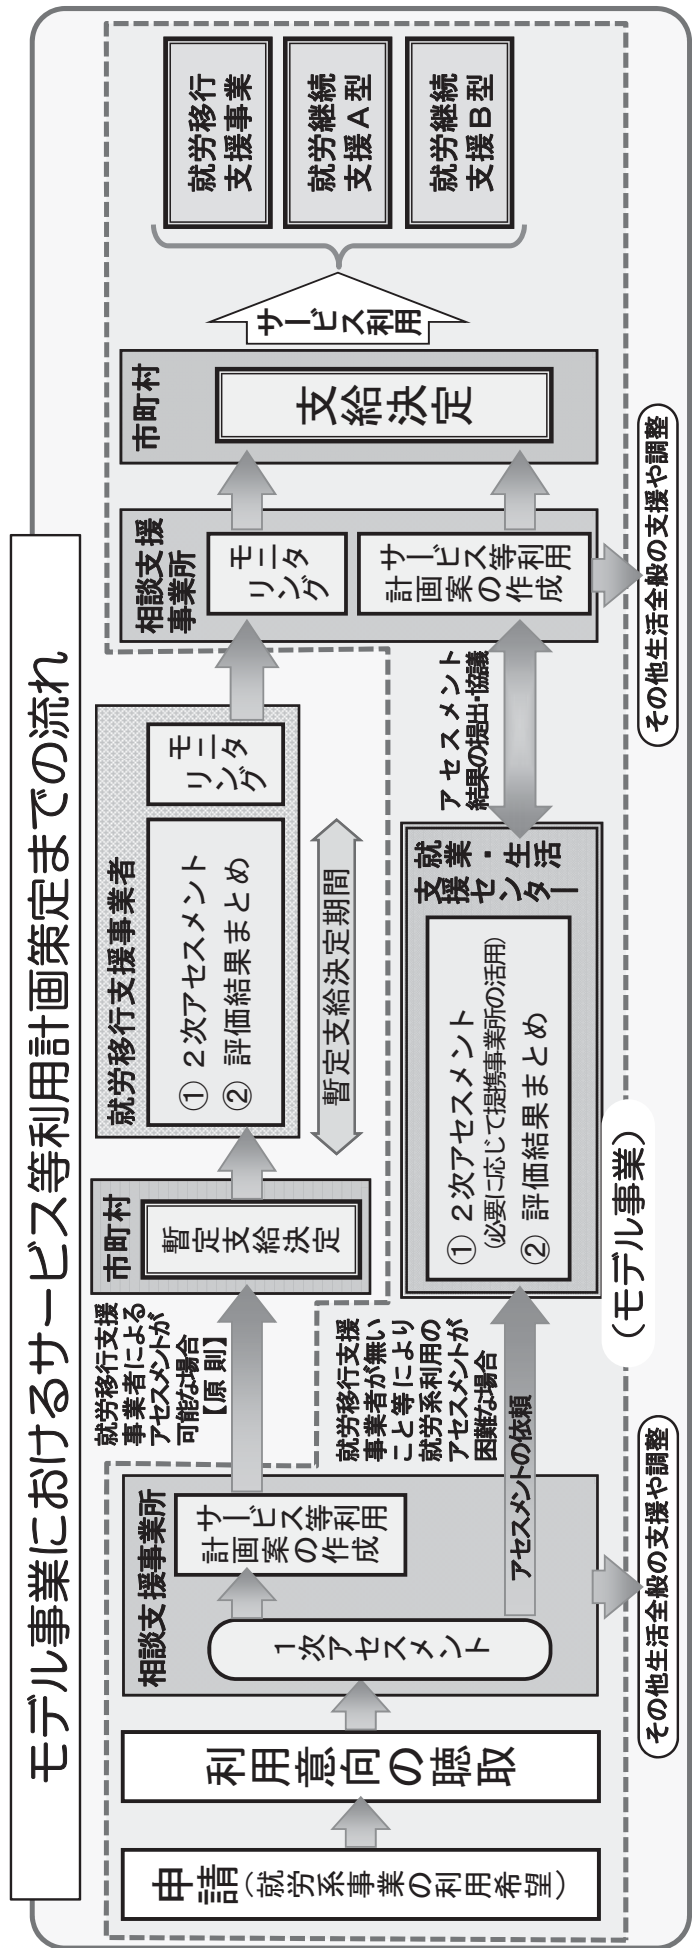 モデル事業におけるサービス等利用計画策定までの流れ
申請（就労系事業の利用希望）
利用意向の聴取
相談支援事業所
1次アセスメント
サービス等利用
計画案の作成
その他生活全般の支援や調整
就労移行支援
事業者による
アセスメントが
可能な場合
【原則】
市町村
暫定支給決定
就労移行支援事業者
① 2次アセスメント
② 評価結果まとめ
モニタ
リング
暫定支給決定期間
就労移行支援
事業者が無い
こと等により
就労系利用の
アセスメントが
困難な場合
アセスメントの依頼
就業・生活
支援
センター
① 2次アセスメント
(必要に応じて提携事業所の活用)
② 評価結果まとめ
（モデル事業）
アセスメント
結果の提出・協議
相談支援
事業所
モニタ
リング
サービス等利用
計画案の作成
その他生活全般の支援や調整
市町村
支給決定
サービス利用
就労移行
支援事業
就労継続
支援A型
就労継続
支援B型